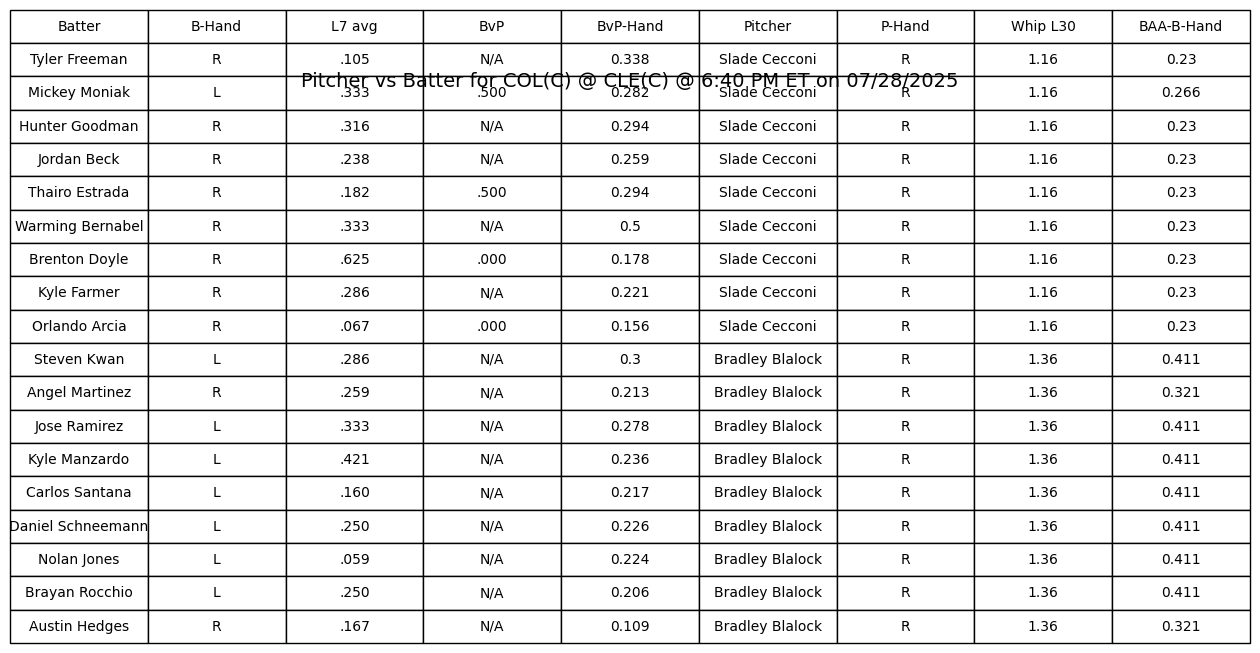 Batter B-Hand L7 avg BvP BvP-Hand Pitcher P-Hand Whip L30 BAA-B-Hand
Tyler Freeman R .105 N/A 0.338 Slade Cecconi R 1.16 0.23
Pitcher vs Batter for COL(C) @ CLE(C) @ 6:40 PM ET on 07/28/2025
Mickey Moniak L .333 .500 0.282 Slade Cecconi R 1.16 0.266
Hunter Goodman R .316 N/A 0.294 Slade Cecconi R 1.16 0.23
Jordan Beck R .238 N/A 0.259 Slade Cecconi R 1.16 0.23
Thairo Estrada R .182 .500 0.294 Slade Cecconi R 1.16 0.23
Warming Bernabel R .333 N/A 0.5 Slade Cecconi R 1.16 0.23
Brenton Doyle R .625 .000 0.178 Slade Cecconi R 1.16 0.23
Kyle Farmer R .286 N/A 0.221 Slade Cecconi R 1.16 0.23
Orlando Arcia R .067 .000 0.156 Slade Cecconi R 1.16 0.23
Steven Kwan L .286 N/A 0.3 Bradley Blalock R 1.36 0.411
Angel Martinez R .259 N/A 0.213 Bradley Blalock R 1.36 0.321
Jose Ramirez L .333 N/A 0.278 Bradley Blalock R 1.36 0.411
Kyle Manzardo L .421 N/A 0.236 Bradley Blalock R 1.36 0.411
Carlos Santana L .160 N/A 0.217 Bradley Blalock R 1.36 0.411
Daniel Schneemann L .250 N/A 0.226 Bradley Blalock R 1.36 0.411
Nolan Jones L .059 N/A 0.224 Bradley Blalock R 1.36 0.411
Brayan Rocchio L .250 N/A 0.206 Bradley Blalock R 1.36 0.411
Austin Hedges R .167 N/A 0.109 Bradley Blalock R 1.36 0.321